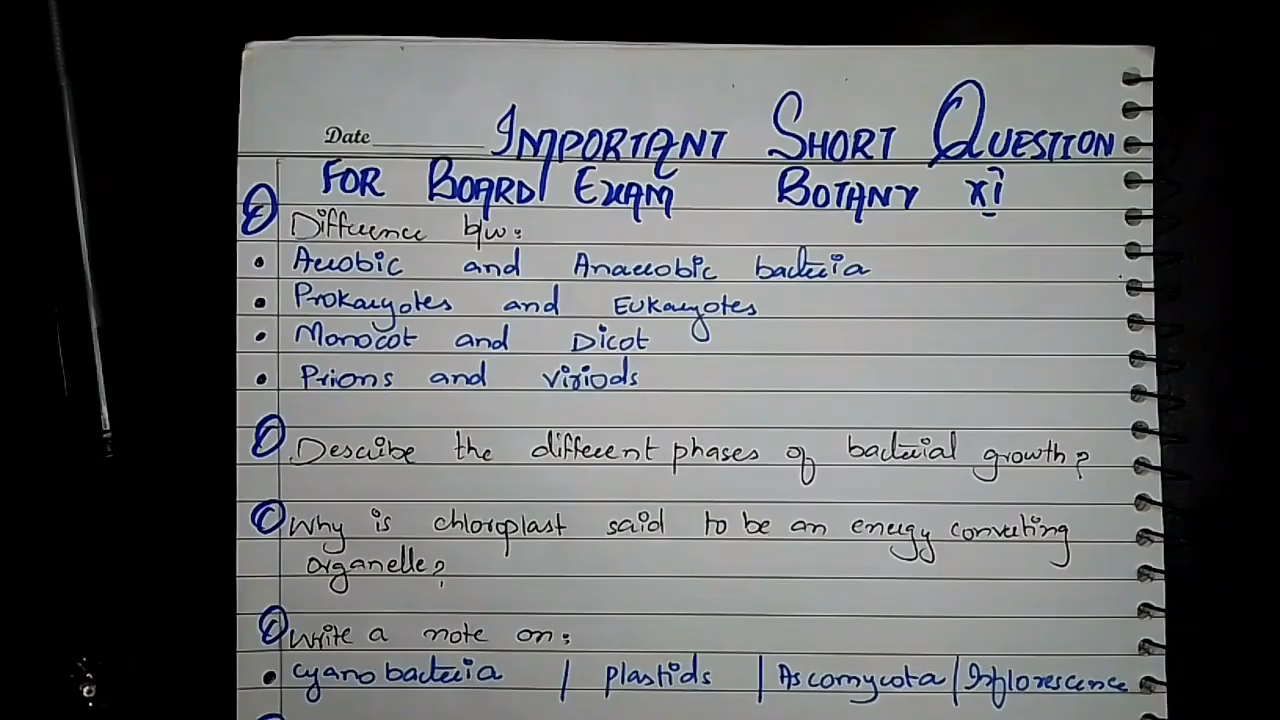 Date
IMPORTANT SHORT QUESTION
FOR BOARD EXAM BOTANY XI
Q Difference b/w:
• Aerobic and Anaerobic bacteria
• Prokaryotes and Eukaryotes
• Monocot and Dicot
• Prions and viriods
Q Describe the different phases of bacterial growth?
Q Why is chloroplast said to be an energy converting
organelle?
Q Write a note on:
• cyanobacteria / plastids / Ascomycota / Inflorescence